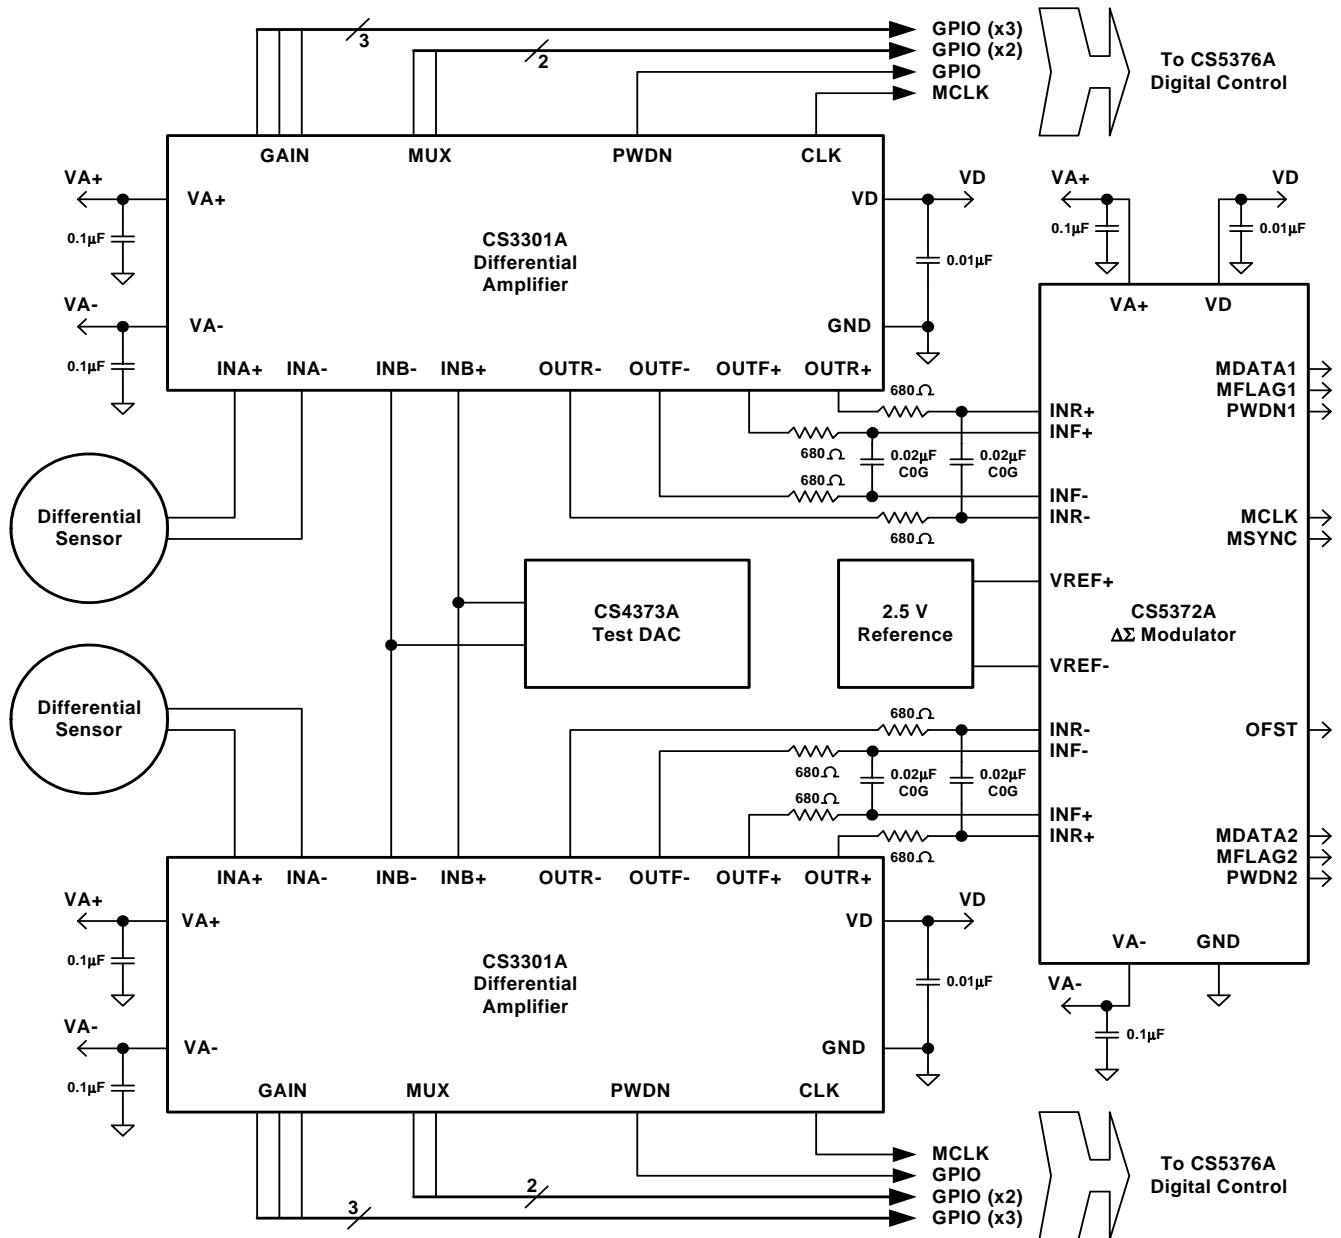 3
GPIO (x3)
2
GPIO (x2)
GPIO
MCLK
To CS5376A
Digital Control
GAIN
MUX
PWDN
CLK
VA+
VA+
0.1µF
VD
VD
0.01µF
CS3301A
Differential
Amplifier
VA-
VA-
0.1µF
GND
INA+
INA-
INB-
INB+
OUTR-
OUTF-
OUTF+
OUTR+
VA+
0.1µF
VD
0.01µF
VA+
VD
680Ω
680Ω
0.02µF
C0G
0.02µF
C0G
680Ω
680Ω
INR+
INF+
INF-
INR-
MDATA1
MFLAG1
PWDN1
MCLK
MSYNC
Differential
Sensor
CS4373A
Test DAC
2.5 V
Reference
VREF+
VREF-
CS5372A
ΔΣ Modulator
Differential
Sensor
680Ω
680Ω
0.02µF
C0G
0.02µF
C0G
680Ω
680Ω
INR-
INF-
INF+
INR+
OFST
MDATA2
MFLAG2
PWDN2
INA+
INA-
INB-
INB+
OUTR-
OUTF-
OUTF+
OUTR+
VA+
VA+
0.1µF
VD
VD
0.01µF
CS3301A
Differential
Amplifier
VA-
GND
VA-
0.1µF
VA-
VA-
0.1µF
GND
GAIN
MUX
PWDN
CLK
MCLK
GPIO
2
GPIO (x2)
3
GPIO (x3)
To CS5376A
Digital Control